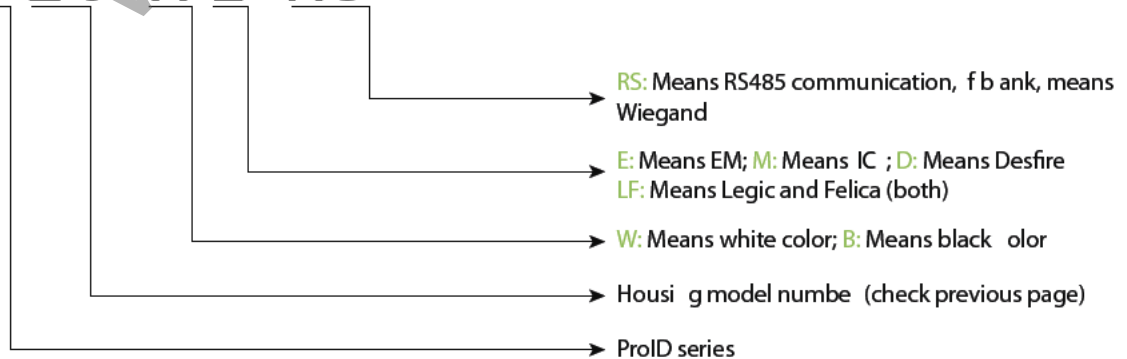 RS: Means RS485 communication, f b ank, means
Wiegand
E: Means EM; M: Means IC ; D: Means Desfire
LF: Means Legic and Felica (both)
W: Means white color; B: Means black olor
Housi g model numbe (check previous page)
ProID series